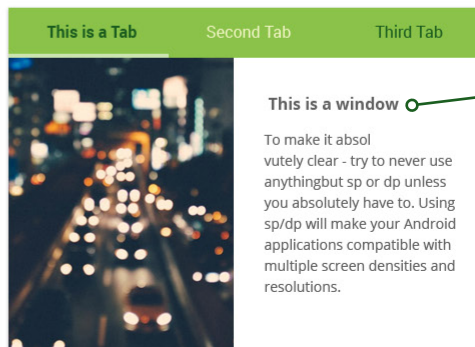 This is a Tab Second Tab Third Tab
This is a window
To make it absol
vutely clear - try to never use
anythingbut sp or dp unless
you absolutely have to. Using
sp/dp will make your Android
applications compatible with
multiple screen densities and
resolutions.